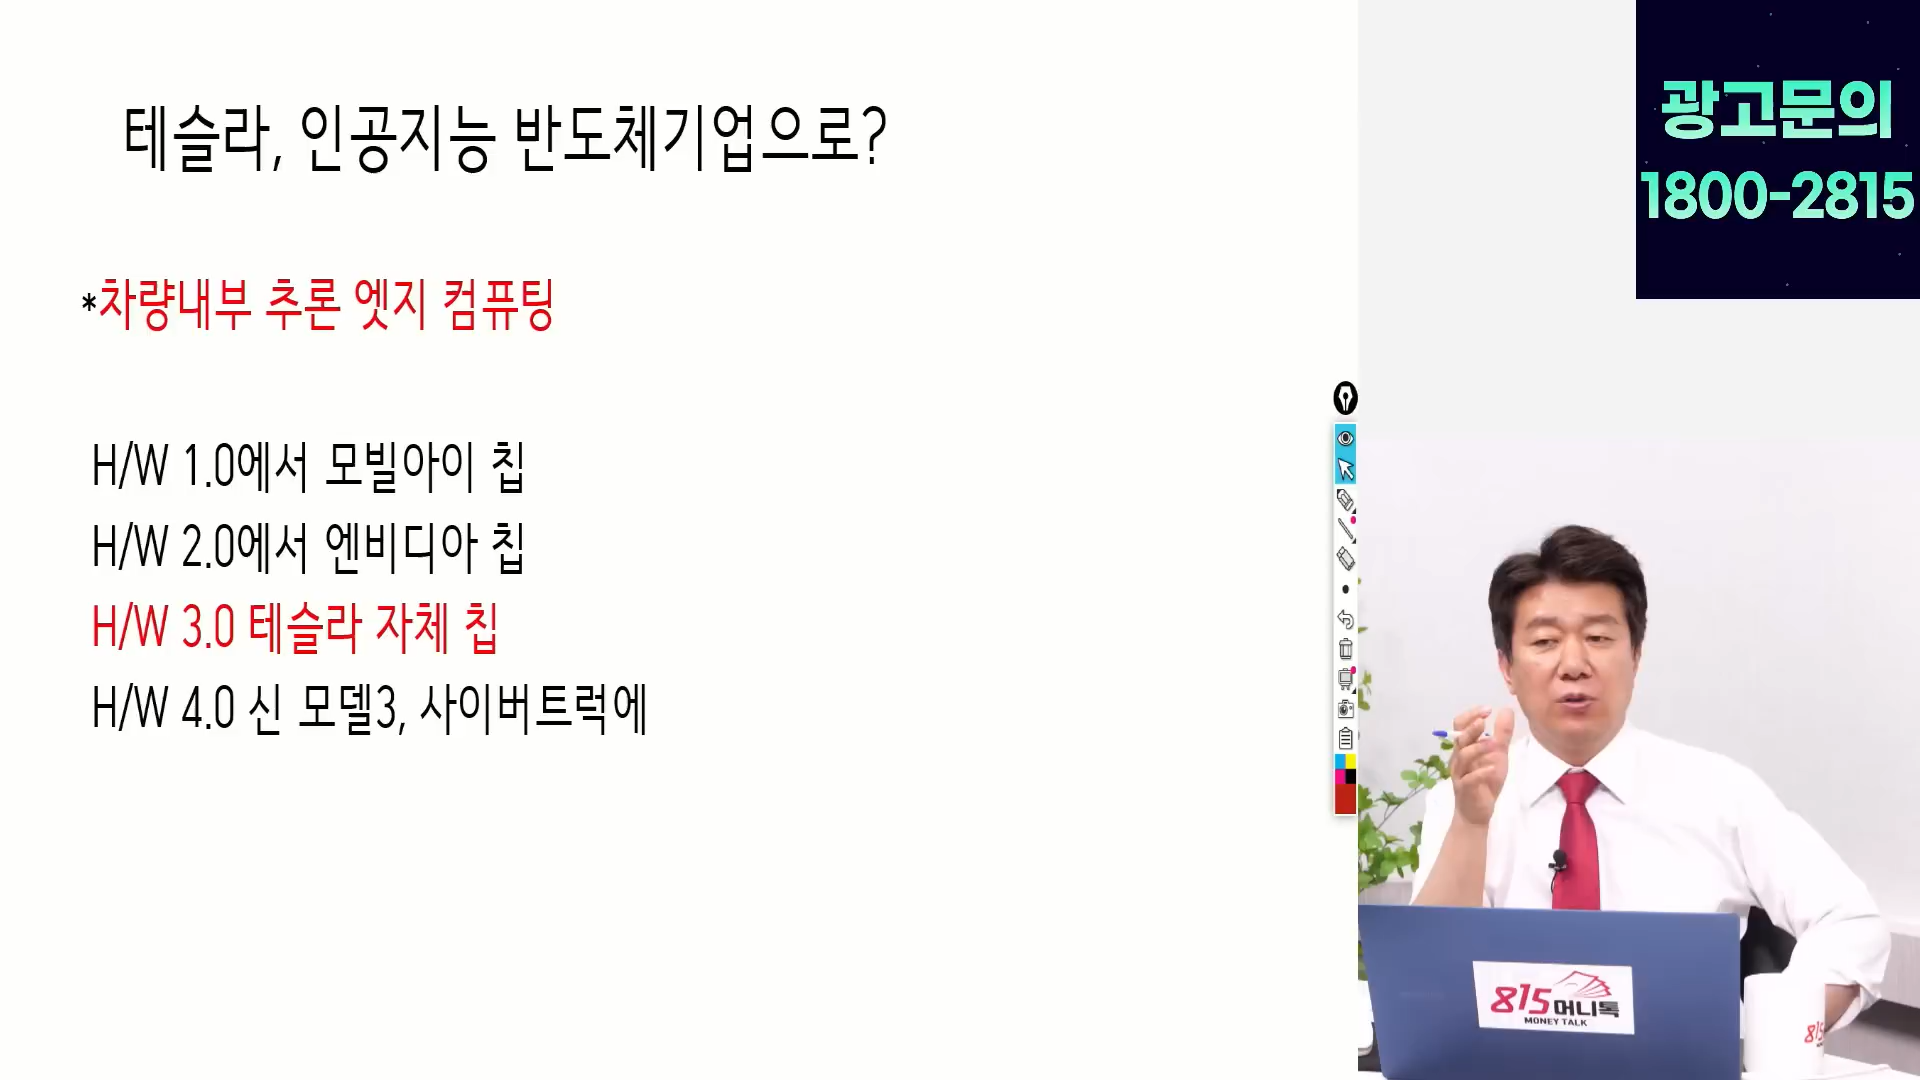 테슬라, 인공지능 반도체기업으로?
*차량내부 추론 엣지 컴퓨팅
H/W 1.0에서 모빌아이 칩
H/W 2.0에서 엔비디아 칩
H/W 3.0 테슬라 자체 칩
H/W 4.0 신 모델3, 사이버트럭에
광고문의
1800-2815
815머니톡
MONEY TALK
815